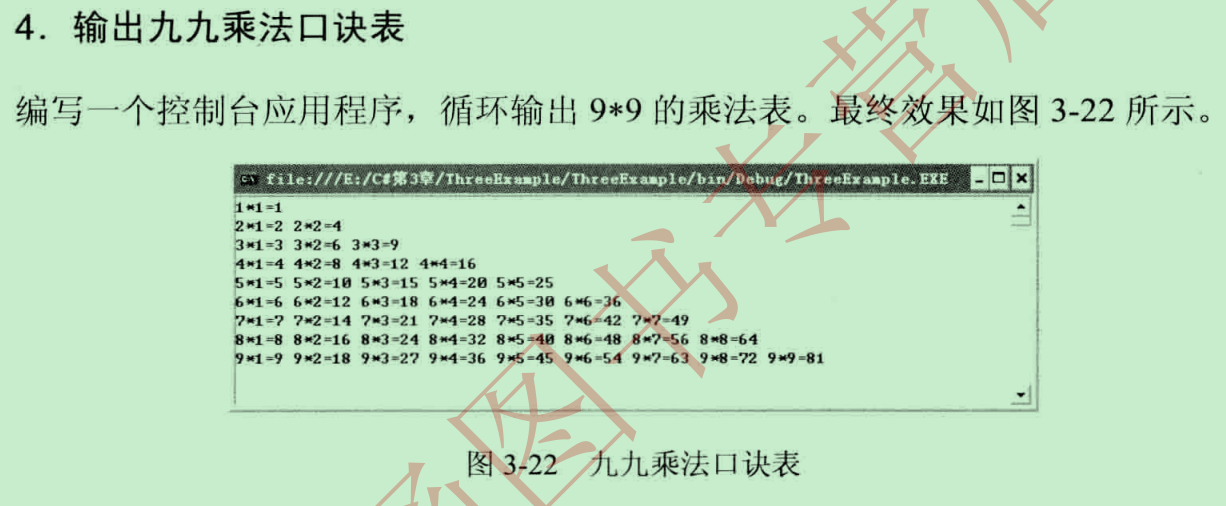 4. 输出九九乘法口诀表
编写一个控制台应用程序，循环输出 9*9 的乘法表。最终效果如图 3-22 所示。
file:///E:/C#第3章/ThreeExample/ThreeExample/bin/Debug/ThreeExample.EXE
1*1=1
2*1=2 2*2=4
3*1=3 3*2=6 3*3=9
4*1=4 4*2=8 4*3=12 4*4=16
5*1=5 5*2=10 5*3=15 5*4=20 5*5=25
6*1=6 6*2=12 6*3=18 6*4=24 6*5=30 6*6=36
7*1=7 7*2=14 7*3=21 7*4=28 7*5=35 7*6=42 7*7=49
8*1=8 8*2=16 8*3=24 8*4=32 8*5=40 8*6=48 8*7=56 8*8=64
9*1=9 9*2=18 9*3=27 9*4=36 9*5=45 9*6=54 9*7=63 9*8=72 9*9=81
图 3-22 九九乘法口诀表
图书专营